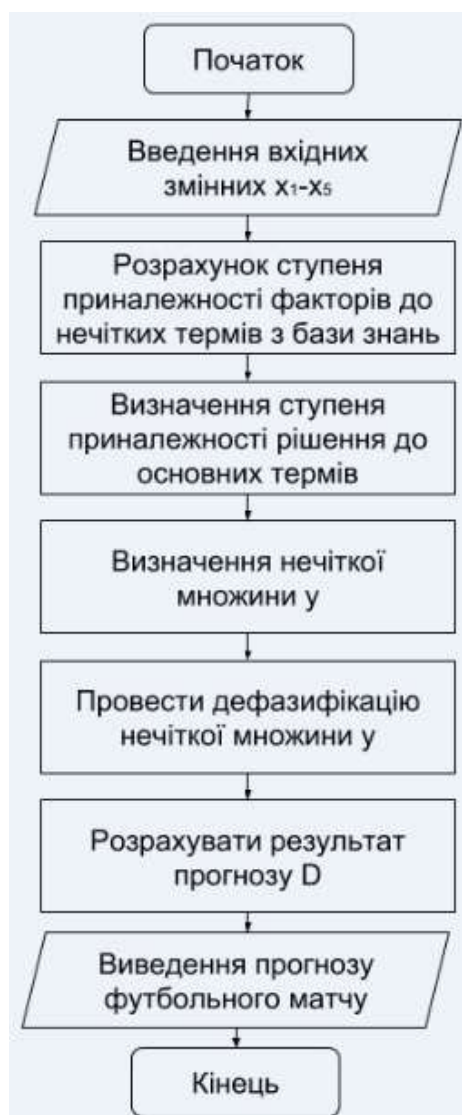 Початок
Введення вхідних
змінних x₁-x₅
Розрахунок ступеня
приналежності факторів до
нечітких термів з бази знань
Визначення ступеня
приналежності рішення до
основних термів
Визначення нечіткої
множини у
Провести дефазифікацію
нечіткої множини у
Розрахувати результат
прогнозу D
Виведення прогнозу
футбольного матчу
Кінець